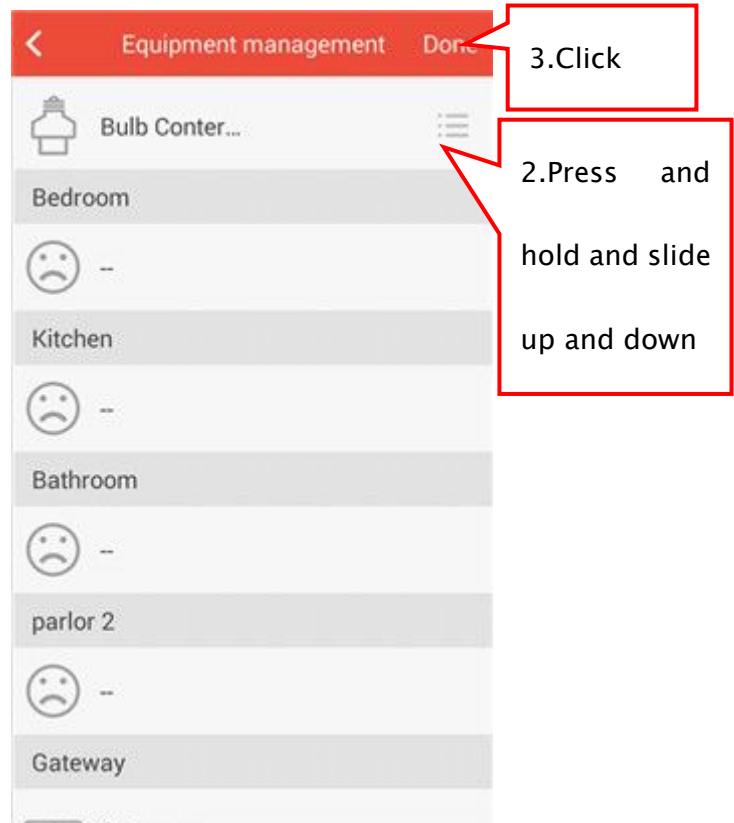 Equipment management Done
3.Click
Bulb Conter...
2.Press and
hold and slide
up and down
Bedroom
--
Kitchen
--
Bathroom
--
parlor 2
--
Gateway